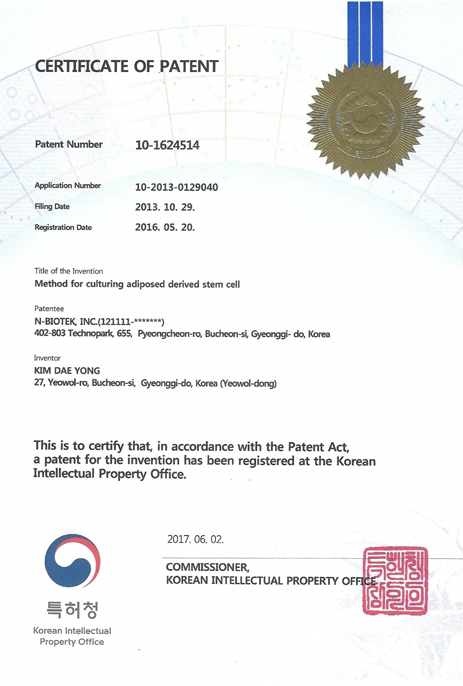 CERTIFICATE OF PATENT
Patent Number 10-1624514
Application Number 10-2013-0129040
Filing Date 2013. 10. 29.
Registration Date 2016. 05. 20.
Title of the Invention
Method for culturing adiposed derived stem cell
Patentee
N-BIOTEK, INC.(121111-*******)
402-803 Technopark, 655, Pyeongcheon-ro, Bucheon-si, Gyeonggi- do, Korea
Inventor
KIM DAE YONG
27, Yeowol-ro, Bucheon-si, Gyeonggi-do, Korea (Yeowol-dong)
This is to certify that, in accordance with the Patent Act,
a patent for the invention has been registered at the Korean
Intellectual Property Office.
2017. 06. 02.
COMMISSIONER,
KOREAN INTELLECTUAL PROPERTY OFFICE
특허청
Korean Intellectual
Property Office